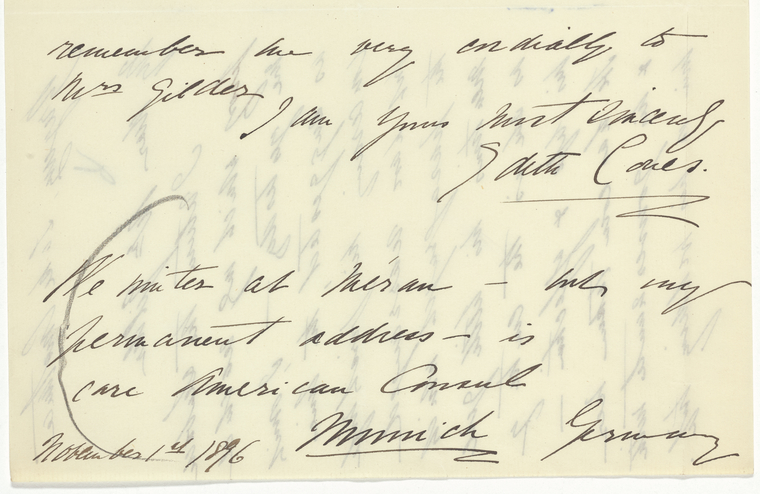 remember me very cordially to
Mrs Gilder
I am yours most sincerely
Edith Coues.
We winter at Méran – but my
permanent address – is
care American Consul
Munich Germany
November 1st 1896